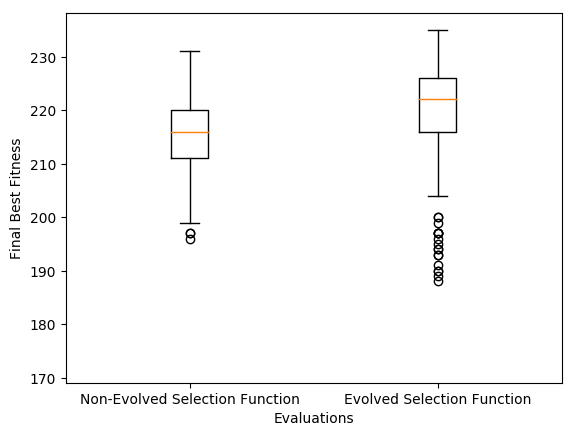 Final Best Fitness
230
220
210
200
190
180
170
Non-Evolved Selection Function
Evolved Selection Function
Evaluations